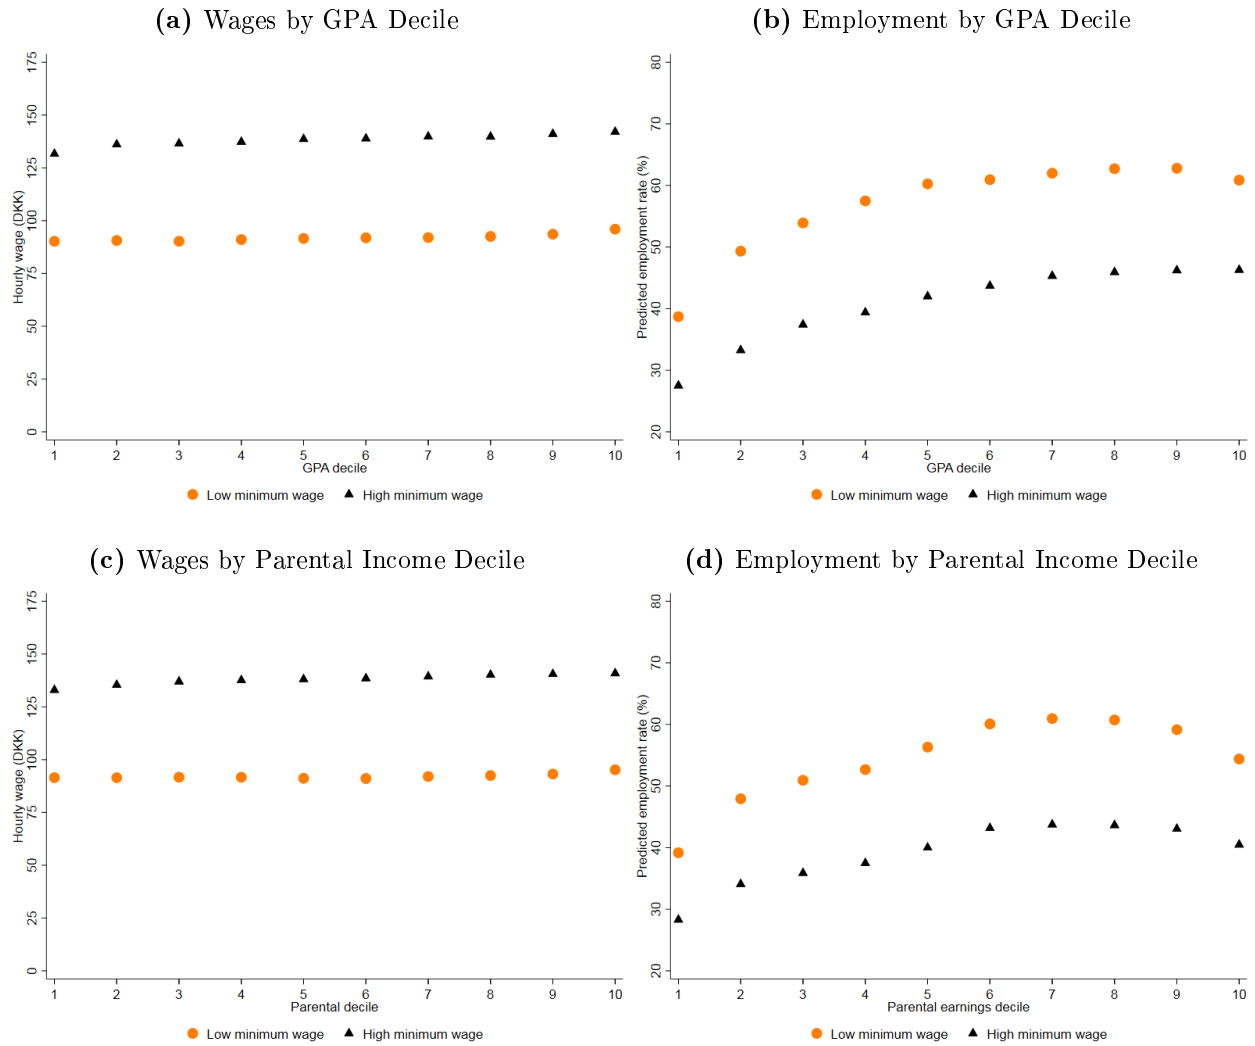 (a) Wages by GPA Decile
Hourly wage (DKK)
175
150
125
100
75
50
25
0
1 2 3 4 5 6 7 8 9 10
GPA decile
Low minimum wage High minimum wage
(b) Employment by GPA Decile
Predicted employment rate (%)
80
70
60
50
40
30
20
1 2 3 4 5 6 7 8 9 10
GPA decile
Low minimum wage High minimum wage
(c) Wages by Parental Income Decile
Hourly wage (DKK)
175
150
125
100
75
50
25
0
1 2 3 4 5 6 7 8 9 10
Parental decile
Low minimum wage High minimum wage
(d) Employment by Parental Income Decile
Predicted employment rate (%)
80
70
60
50
40
30
20
1 2 3 4 5 6 7 8 9 10
Parental earnings decile
Low minimum wage High minimum wage